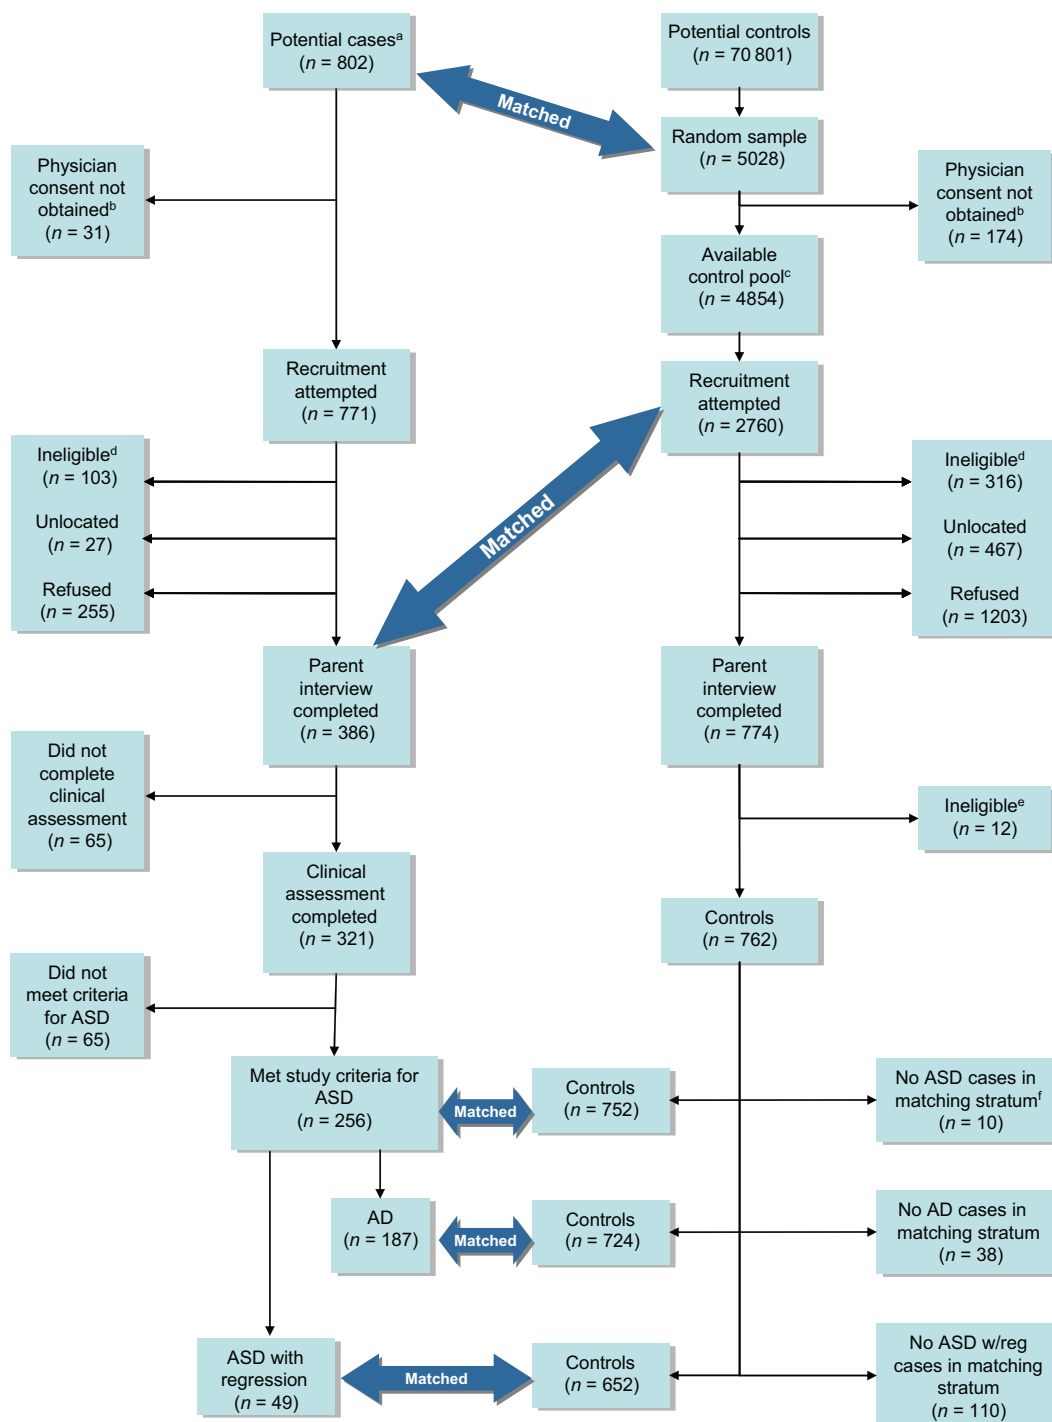 Potential casesᵃ
(n = 802)
Potential controls
(n = 70 801)
Matched
Random sample
(n = 5028)
Physician
consent not
obtainedᵇ
(n = 31)
Physician
consent not
obtainedᵇ
(n = 174)
Available
control poolᶜ
(n = 4854)
Recruitment
attempted
(n = 771)
Recruitment
attempted
(n = 2760)
Matched
Ineligibleᵈ
(n = 103)
Unlocated
(n = 27)
Refused
(n = 255)
Ineligibleᵈ
(n = 316)
Unlocated
(n = 467)
Refused
(n = 1203)
Parent
interview
completed
(n = 386)
Parent
interview
completed
(n = 774)
Did not
complete
clinical
assessment
(n = 65)
Ineligibleᵉ
(n = 12)
Clinical
assessment
completed
(n = 321)
Controls
(n = 762)
Did not
meet criteria
for ASD
(n = 65)
Met study criteria for
ASD
(n = 256)
Matched
Controls
(n = 752)
No ASD cases in
matching stratumᶠ
(n = 10)
AD
(n = 187)
Matched
Controls
(n = 724)
No AD cases in
matching stratum
(n = 38)
ASD with
regression
(n = 49)
Matched
Controls
(n = 652)
No ASD w/reg
cases in matching
stratum
(n = 110)